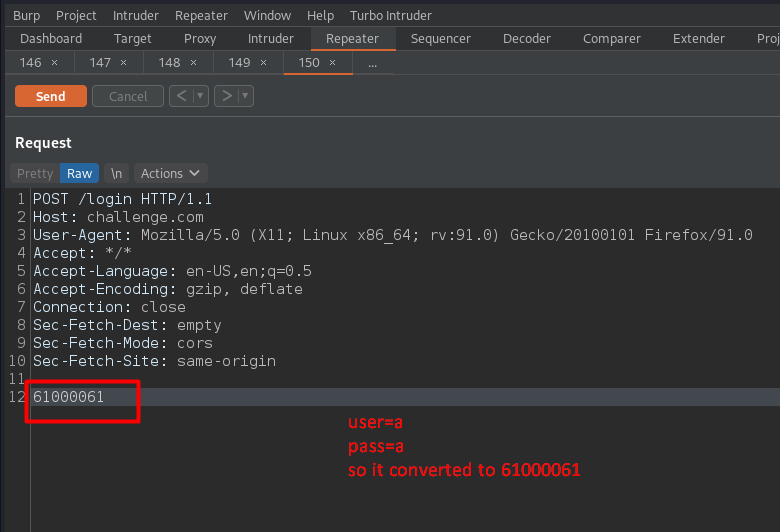 Burp Project Intruder Repeater Window Help Turbo Intruder
Dashboard Target Proxy Intruder Repeater Sequencer Decoder Comparer Extender Proj
146 × 147 × 148 × 149 × 150 × ...
Send Cancel < ▼ > ▼
Request
Pretty Raw \n Actions
1 POST /login HTTP/1.1
2 Host: challenge.com
3 User-Agent: Mozilla/5.0 (X11; Linux x86_64; rv:91.0) Gecko/20100101 Firefox/91.0
4 Accept: */*
5 Accept-Language: en-US,en;q=0.5
6 Accept-Encoding: gzip, deflate
7 Connection: close
8 Sec-Fetch-Dest: empty
9 Sec-Fetch-Mode: cors
10 Sec-Fetch-Site: same-origin
11
12 61000061
user=a
pass=a
so it converted to 61000061